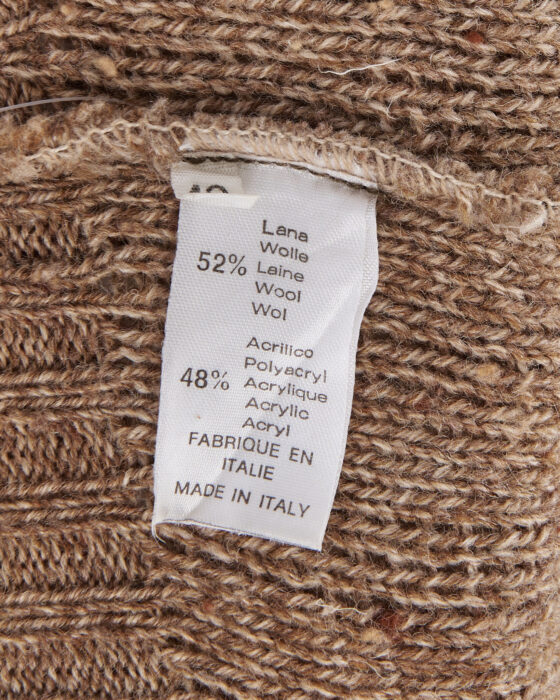 Lana
Wolle
52% Laine
Wool
Wol
Acrilico
Polyacryl
48% Acrylique
Acrylic
Acryl
FABRIQUE EN
ITALIE
MADE IN ITALY